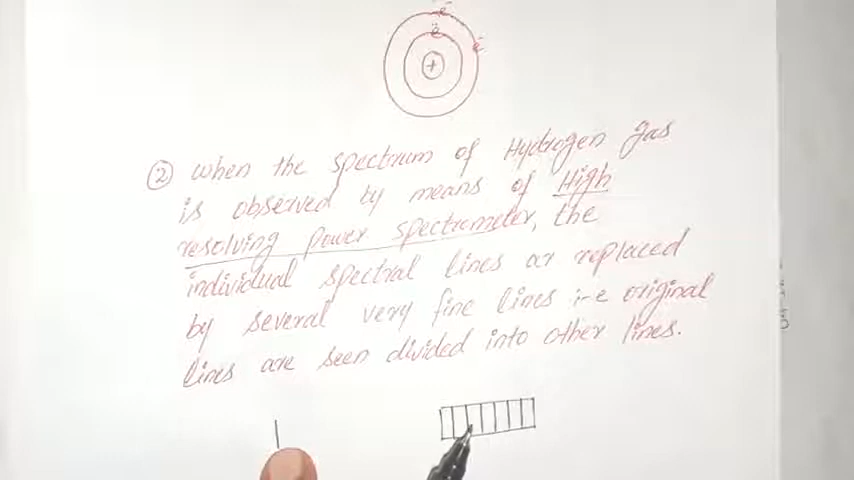 e
e
e
+
② when the spectrum of Hydrogen gas
is observed by means of High
resolving power spectrometer, the
individual spectral lines ar replaced
by several very fine lines i-e original
lines are seen divided into other lines.